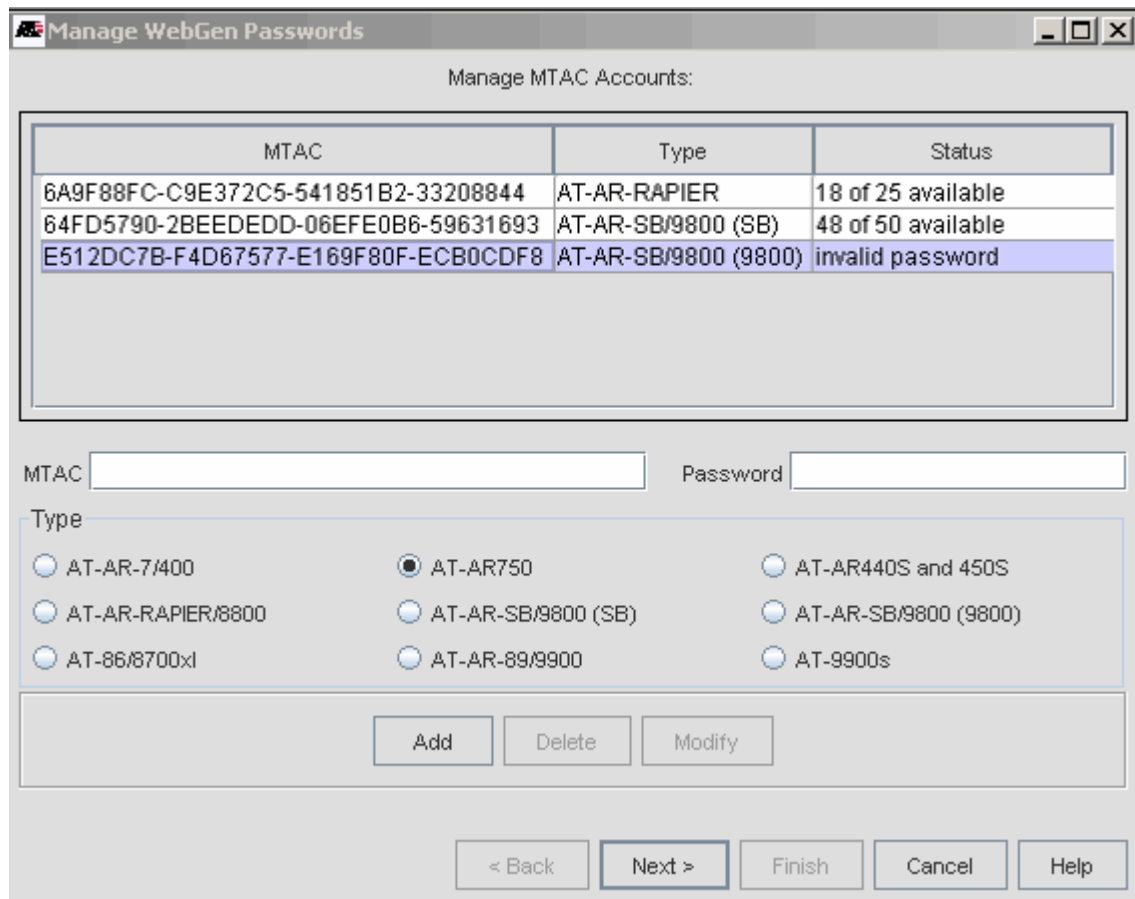 Manage WebGen Passwords
Manage MTAC Accounts:
MTAC Type Status
6A9F88FC-C9E372C5-541851B2-33208844 AT-AR-RAPIER 18 of 25 available
64FD5790-2BEEDEDD-06EFE0B6-59631693 AT-AR-SB/9800 (SB) 48 of 50 available
E512DC7B-F4D67577-E169F80F-ECB0CDF8 AT-AR-SB/9800 (9800) invalid password
MTAC Password
Type
AT-AR-7/400 AT-AR750 AT-AR440S and 450S
AT-AR-RAPIER/8800 AT-AR-SB/9800 (SB) AT-AR-SB/9800 (9800)
AT-86/8700xl AT-AR-89/9900 AT-9900s
Add Delete Modify
< Back Next > Finish Cancel Help